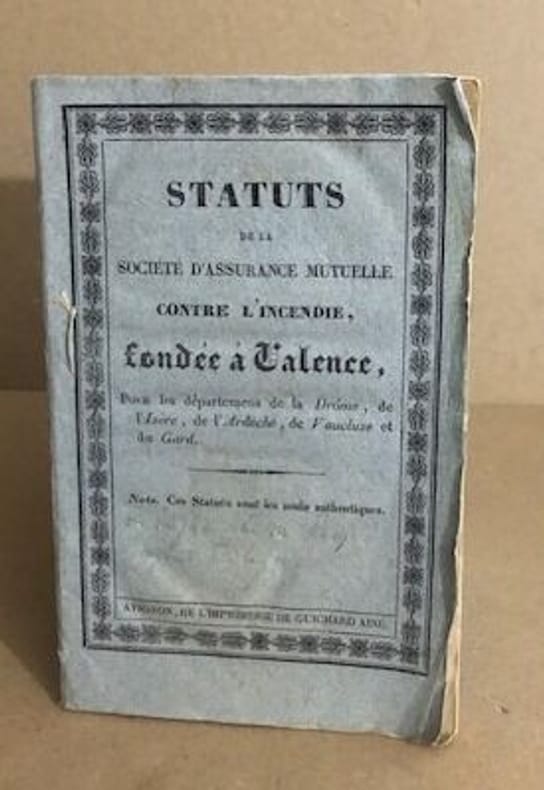 STATUTS
DE LA
SOCIÉTÉ D'ASSURANCE MUTUELLE
CONTRE L'INCENDIE,
fondée à Valence,
Pour les départemens de la Drôme, de
l'Isere, de l'Ardèche, de Vaucluse et
du Gard.
Nota. Ces Statuts sont les seuls authentiques.
AVIGNON, DE L'IMPRIMERIE DE GUICHARD AINÉ.